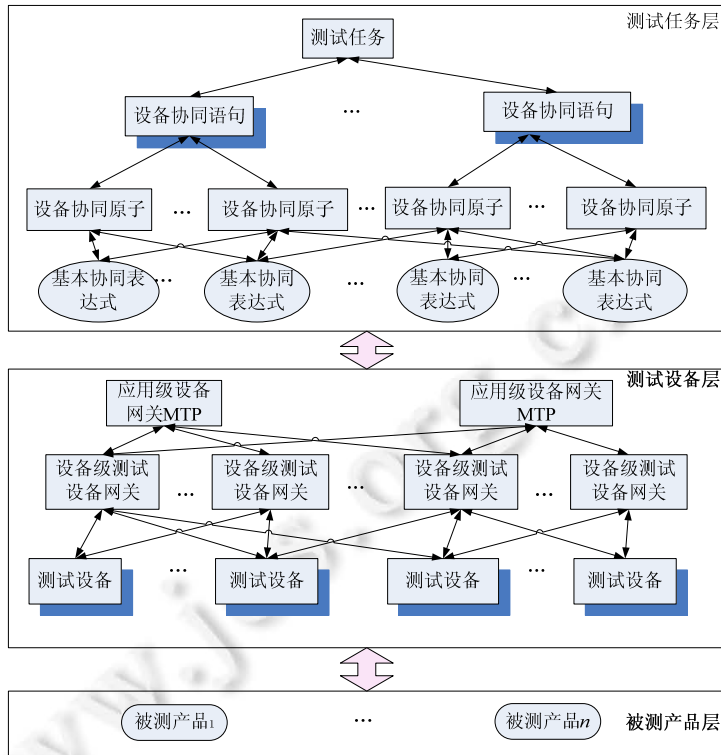 测试任务层
测试任务
设备协同语句
...
设备协同语句
设备协同原子
...
设备协同原子
...
设备协同原子
...
设备协同原子
基本协同表
达式
...
基本协同
表达式
...
基本协同
表达式
...
基本协同
表达式
测试设备层
应用级设备
网关MTP
应用级设备网关
MTP
设备级测试
设备网关
...
设备级测试
设备网关
...
设备级测试
设备网关
...
设备级测试
设备网关
测试设备
...
测试设备
...
测试设备
...
测试设备
被测产品1
...
被测产品n
被测产品层
www.jos.org.cn